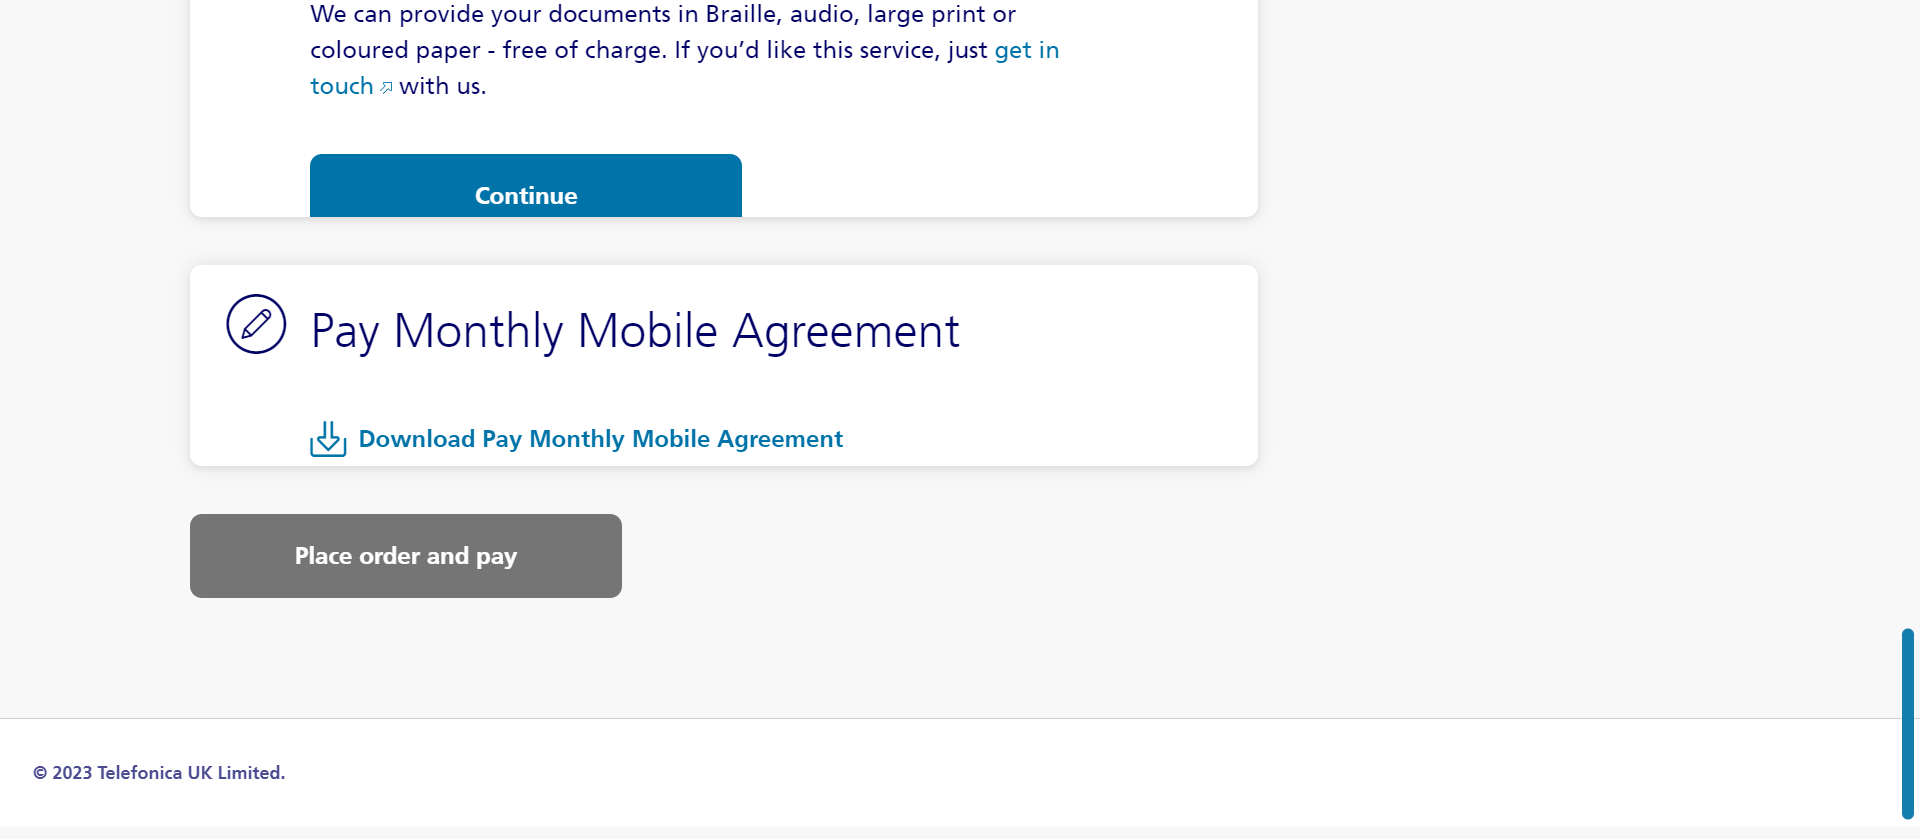 We can provide your documents in Braille, audio, large print or
coloured paper - free of charge. If you’d like this service, just get in
touch with us.
Continue
Pay Monthly Mobile Agreement
Download Pay Monthly Mobile Agreement
Place order and pay
© 2023 Telefonica UK Limited.